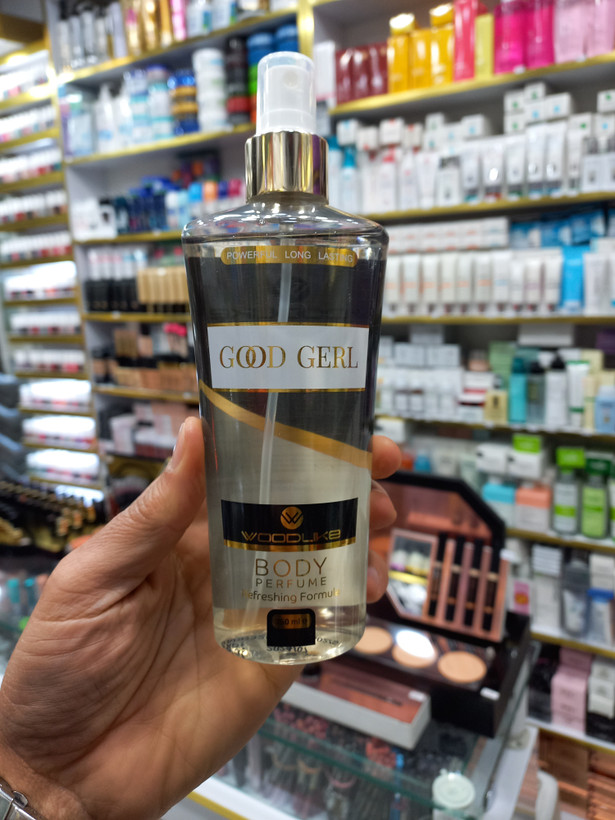 POWERFUL LONG LASTING
GOOD GERL
WOODLIKE
BODY
PERFUME
Refreshing Formula